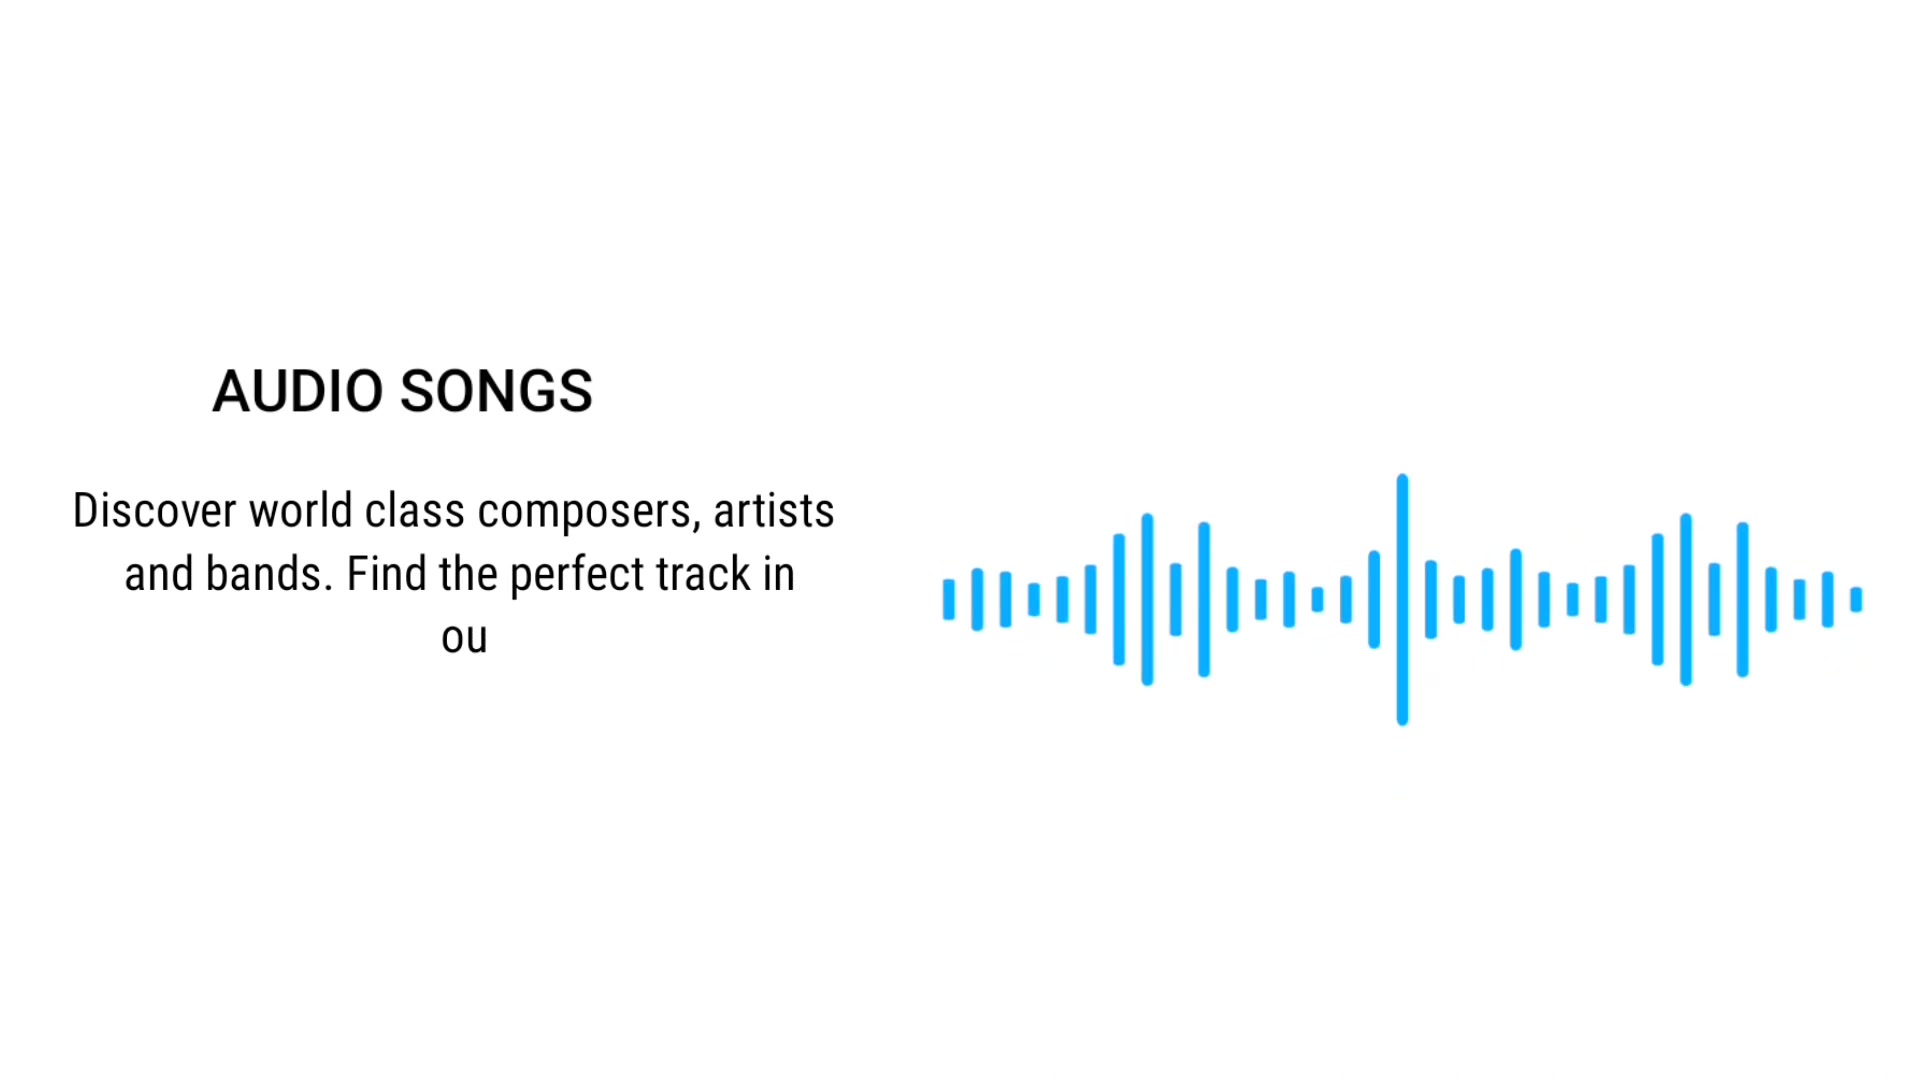 AUDIO SONGS
Discover world class composers, artists
and bands. Find the perfect track in
ou